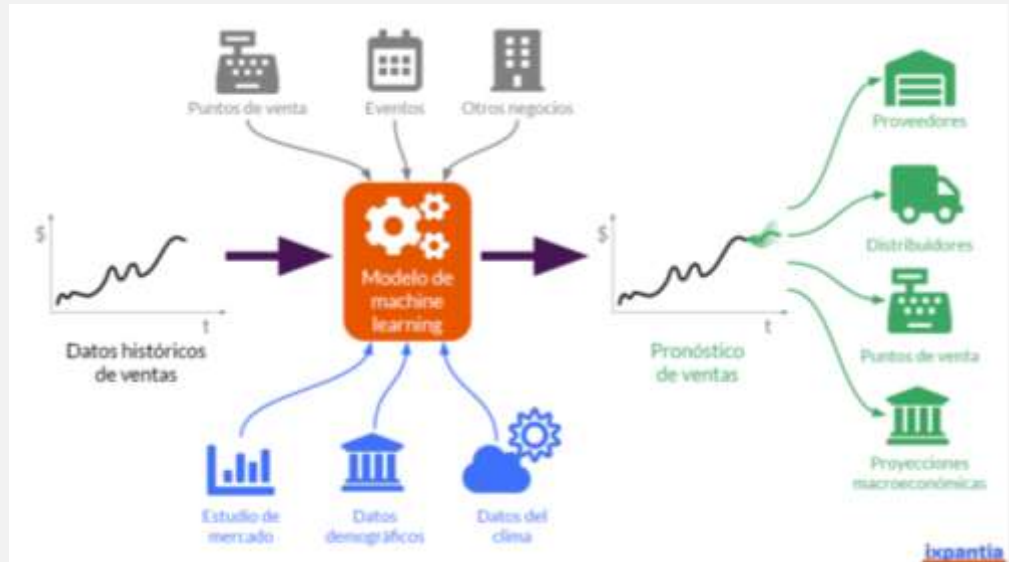 Puntos de venta
Eventos
Otros negocios
Proveedores
$
t
Datos históricos
de ventas
Modelo de
machine
learning
$
t
Pronóstico
de ventas
Distribuidores
Puntos de venta
Proyecciones
macroeconómicas
Estudio de
mercado
Datos
demográficos
Datos del
clima
ixpantia